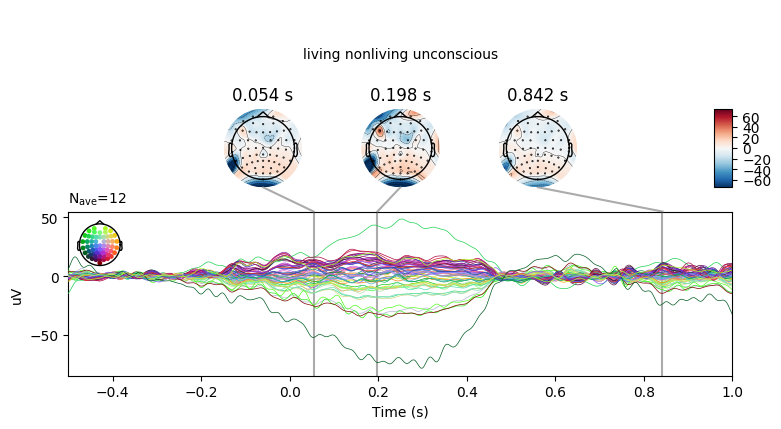 living nonliving unconscious
0.054 s 0.198 s 0.842 s
60
40
20
0
−20
−40
−60
Nave=12
50
0
−50
uV
−0.4 −0.2 0.0 0.2 0.4 0.6 0.8 1.0
Time (s)